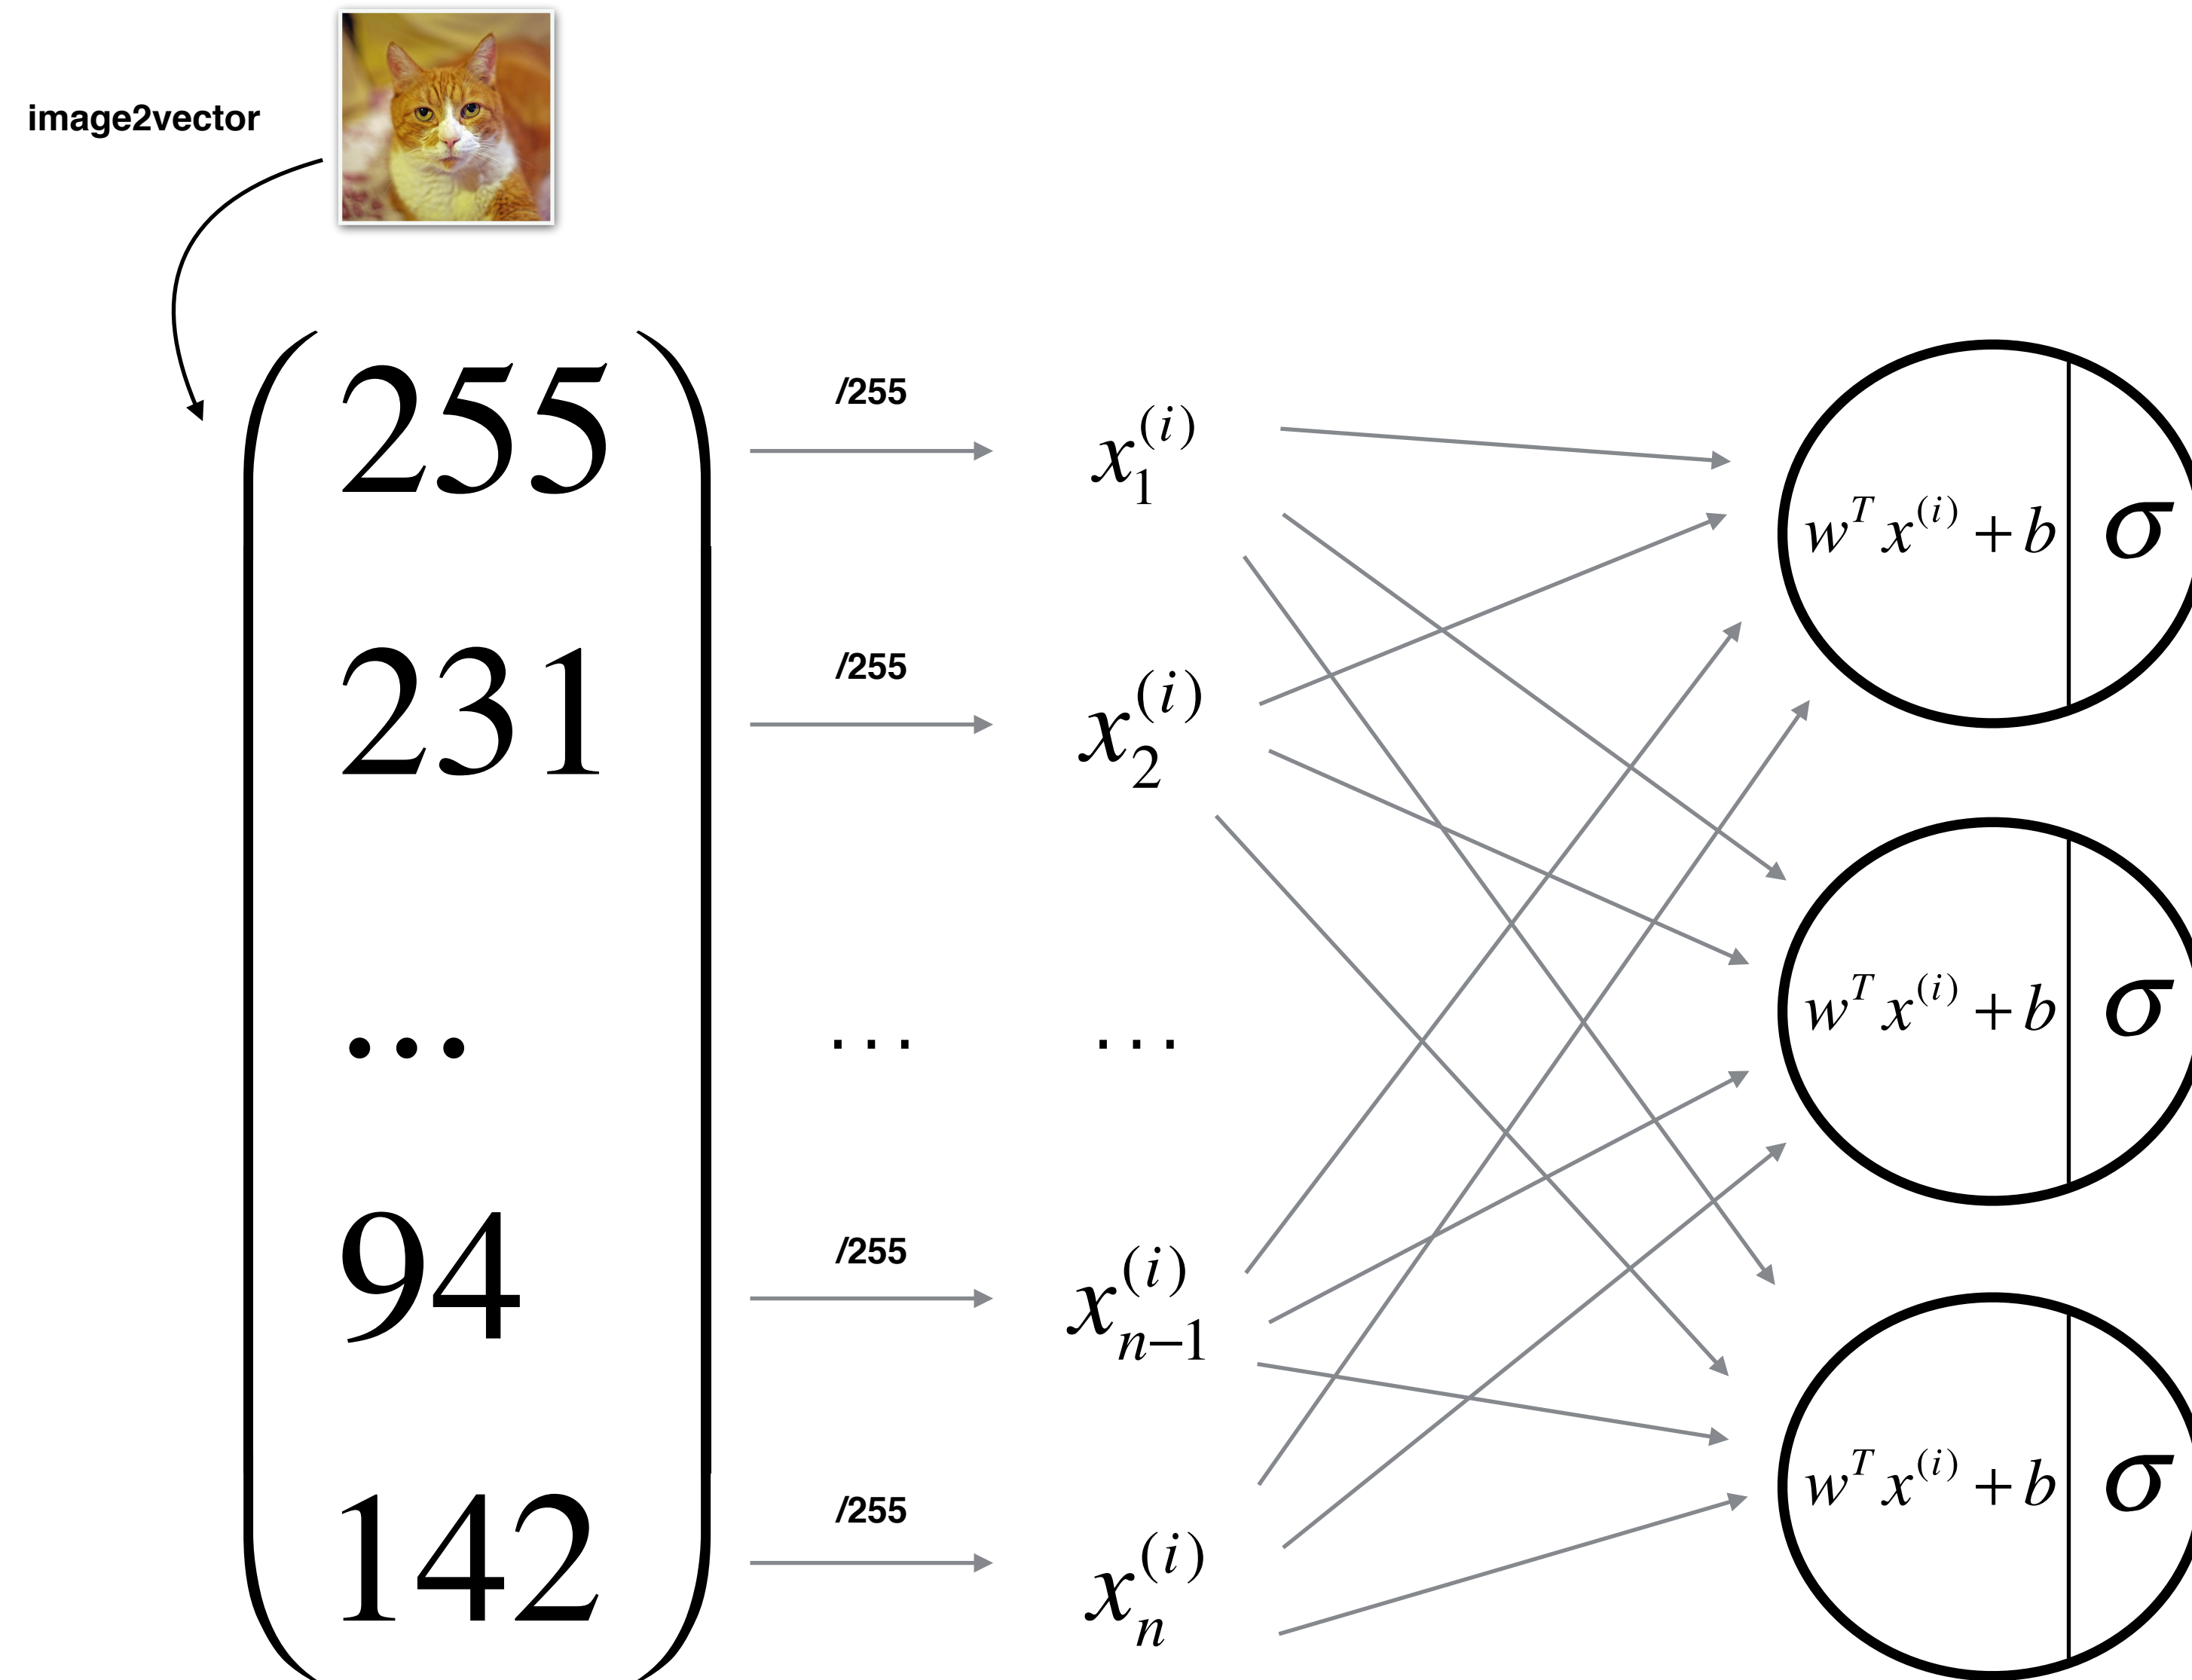 image2vector
255 /255 x_1^{(i)}
w^T x^{(i)} + b σ
231 /255 x_2^{(i)}
... ... ...
w^T x^{(i)} + b σ
94 /255 x_{n-1}^{(i)}
w^T x^{(i)} + b σ
142 /255 x_n^{(i)}